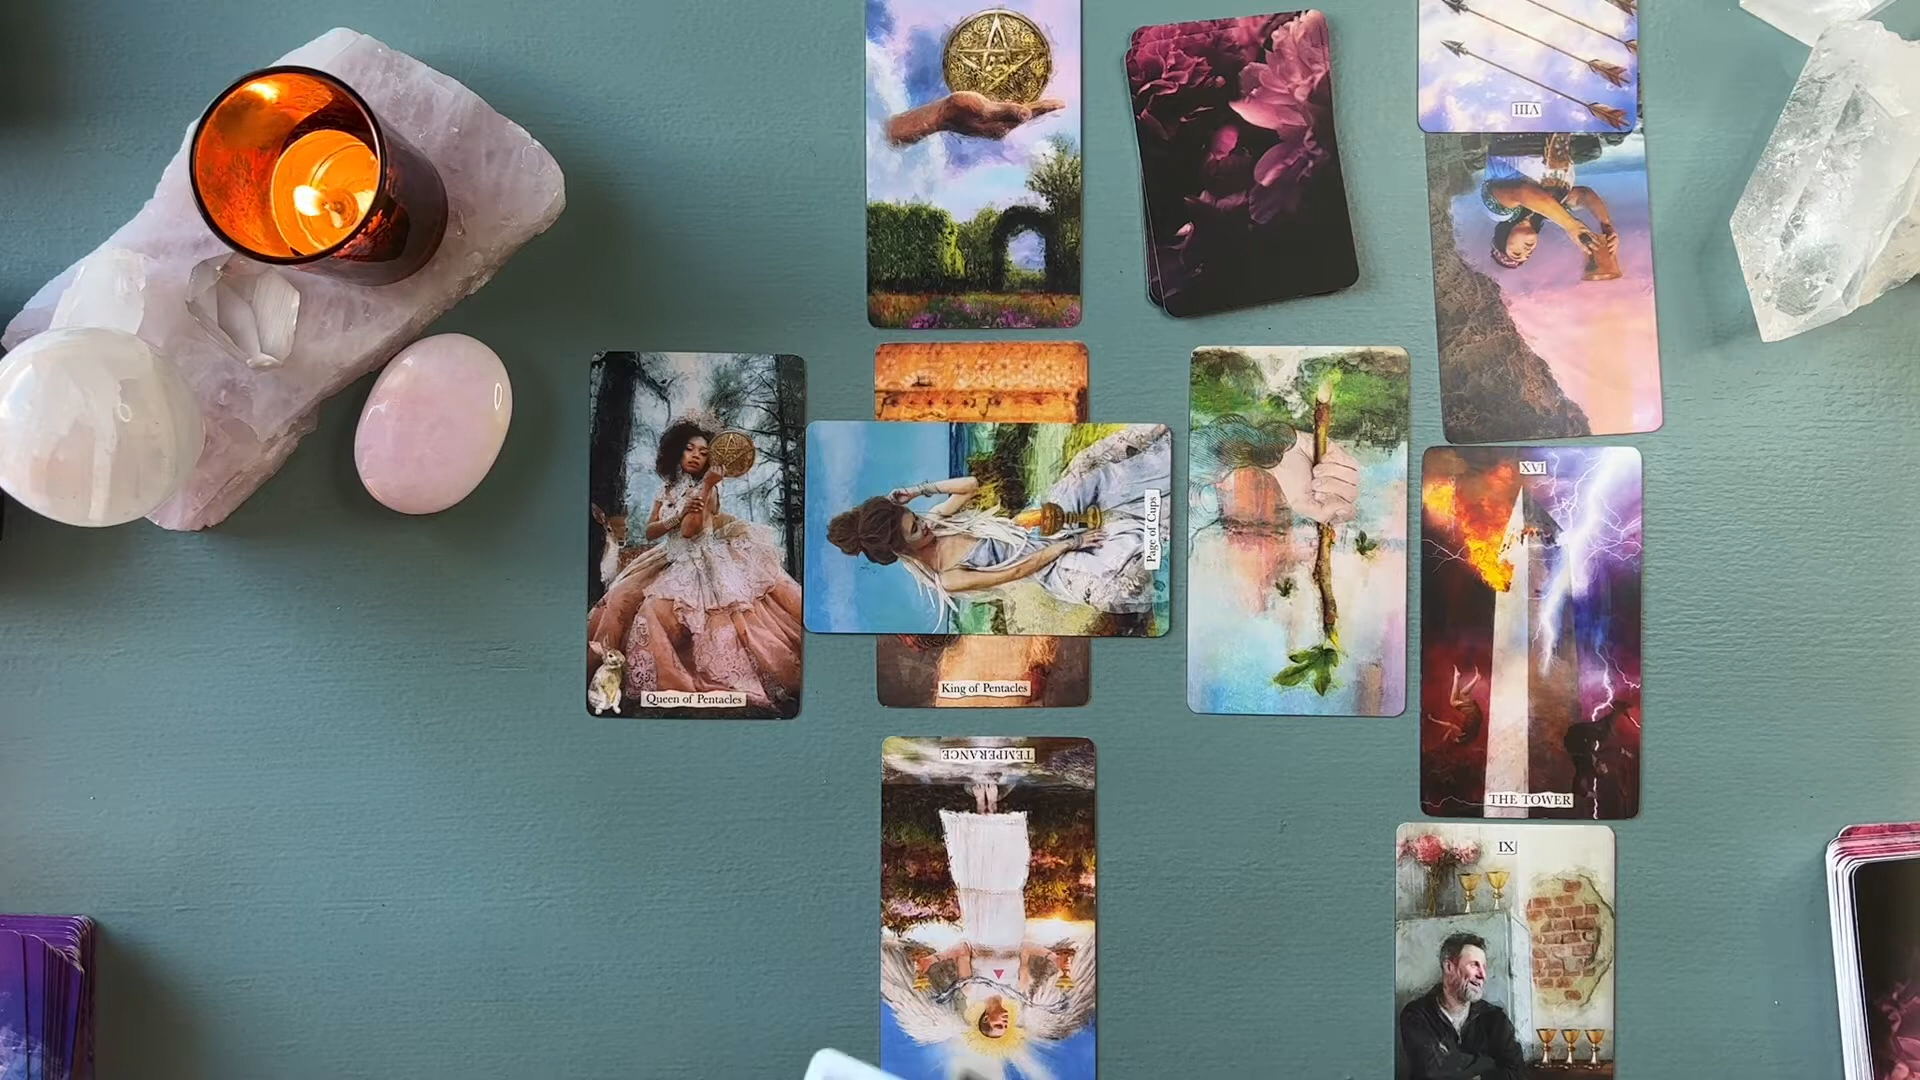 VIII
XVI
Queen of Pentacles
King of Pentacles
Page of Cups
TEMPERANCE
THE TOWER
IX